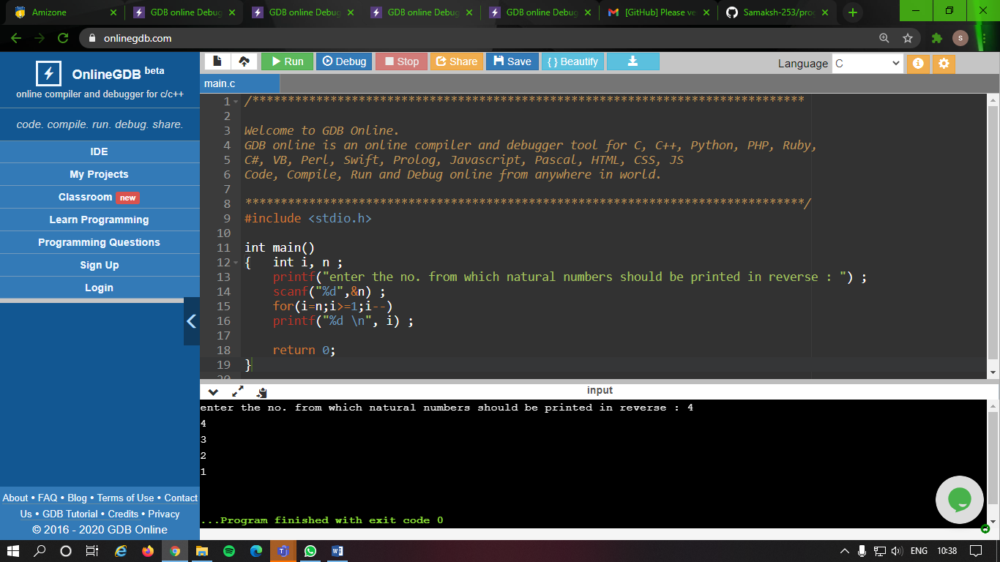 Amizone
GDB online Debug
GDB online Debug
GDB online Debug
GDB online Debug
[GitHub] Please ve
Samaksh-253/prog
onlinegdb.com
S
OnlineGDB beta
online compiler and debugger for c/c++
code. compile. run. debug. share.
IDE
My Projects
Classroom new
Learn Programming
Programming Questions
Sign Up
Login
About • FAQ • Blog • Terms of Use • Contact
Us • GDB Tutorial • Credits • Privacy
© 2016 - 2020 GDB Online
Run Debug Stop Share Save { } Beautify
Language C
main.c
1 /******************************************************************************
2
3 Welcome to GDB Online.
4 GDB online is an online compiler and debugger tool for C, C++, Python, PHP, Ruby,
5 C#, VB, Perl, Swift, Prolog, Javascript, Pascal, HTML, CSS, JS
6 Code, Compile, Run and Debug online from anywhere in world.
7
8 *******************************************************************************/
9 #include <stdio.h>
10
11 int main()
12 {   int i, n ;
13     printf("enter the no. from which natural numbers should be printed in reverse : ") ;
14     scanf("%d",&n) ;
15     for(i=n;i>=1;i--)
16     printf("%d \n", i) ;
17
18     return 0;
19 }
20
input
enter the no. from which natural numbers should be printed in reverse : 4
4
3
2
1
...Program finished with exit code 0
ENG 10:38